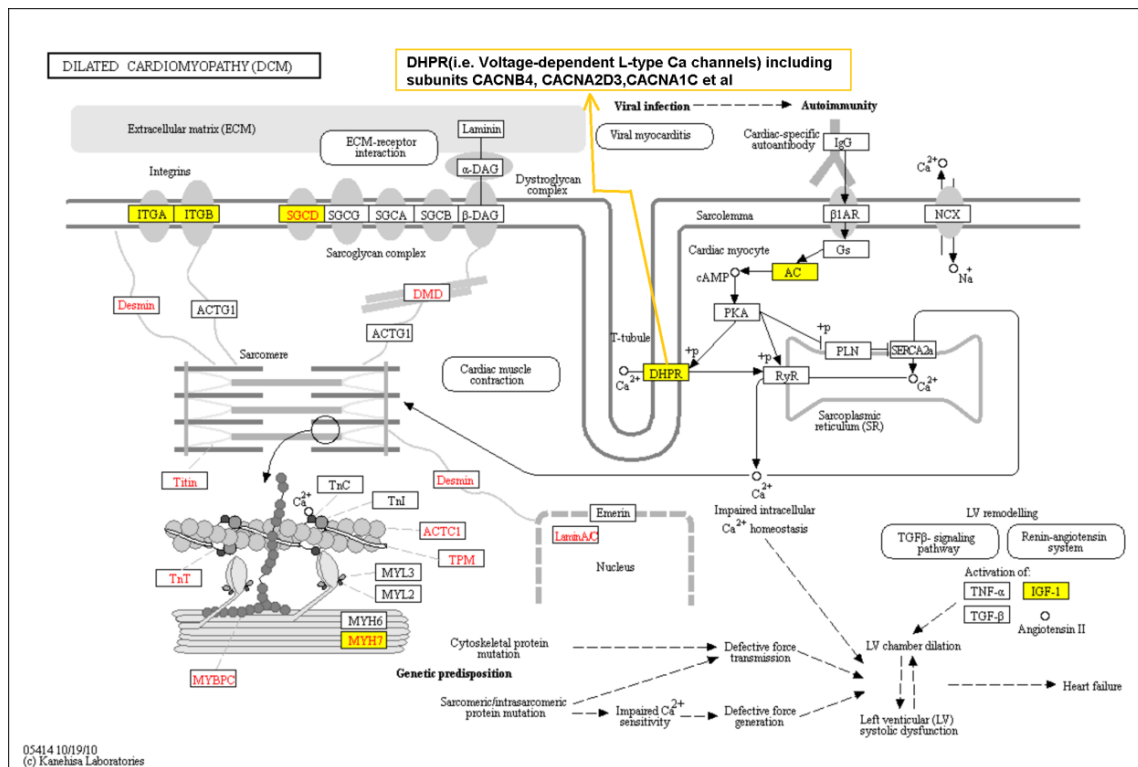 DILATED CARDIOMYOPATHY (DCM)
DHPR(i.e. Voltage-dependent L-type Ca channels) including
subunits CACNB4, CACNA2D3,CACNA1C et al
Extracellular matrix (ECM)
ECM-receptor
interaction
Laminin
α-DAG
Dystroglycan
complex
Viral infection
Autoimmunity
Viral myocarditis
Cardiac-specific
autoantibody
IgG
Ca2+
Integrins
ITGA
ITGB
SGCD
SGCG
SGCA
SGCB
β-DAG
Sarcoglycan complex
Sarcolemma
β1AR
NCX
Cardiac myocyte
Gs
AC
cAMP
Na+
Desmin
ACTG1
DMD
ACTG1
PKA
T-tubule
+p
+p
+p
PLN
SERCA2a
Sarcomere
Cardiac muscle
contraction
Ca2+
DHPR
RyR
Ca2+
Sarcoplasmic
reticulum (SR)
Titin
Desmin
Ca2+
TnC
TnI
ACTC1
TPM
TnT
MYL3
MYL2
MYH6
MYH7
MYBPC
Emerin
LaminA/C
Nucleus
Ca2+
Impaired intracellular
Ca2+ homeostasis
LV remodelling
TGFβ- signaling
pathway
Renin-angiotensin
system
Activation of:
TNF-α
IGF-1
TGF-β
Angiotensin II
Cytoskeletal protein
mutation
Defective force
transmission
LV chamber dilation
Genetic predisposition
Sarcomeric/intrasarcomeric
protein mutation
Impaired Ca2+
sensitivity
Defective force
generation
Heart failure
Left venticular (LV)
systolic dysfunction
05414 10/19/10
(c) Kanehisa Laboratories